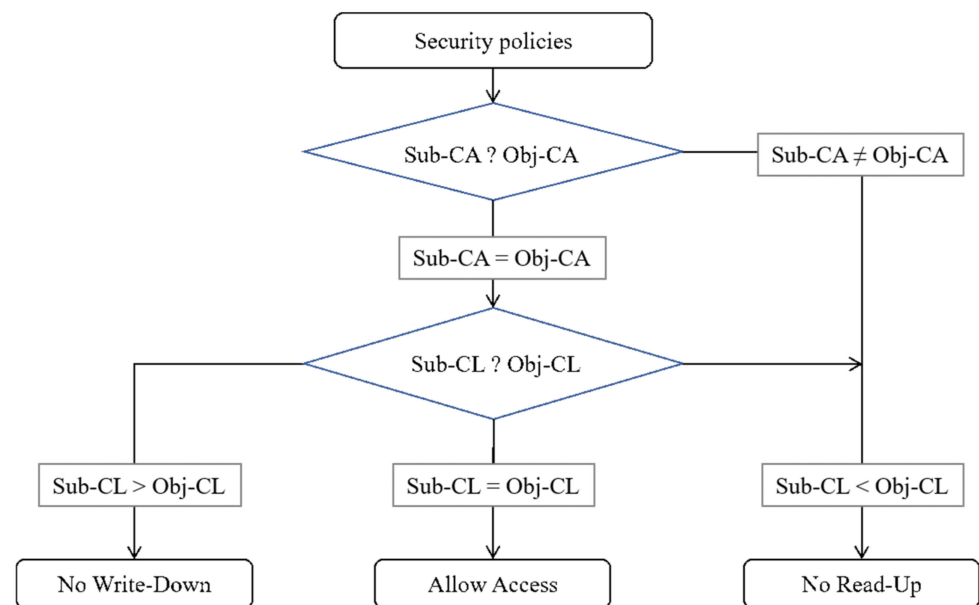 Security policies
Sub-CA ? Obj-CA
Sub-CA ≠ Obj-CA
Sub-CA = Obj-CA
Sub-CL ? Obj-CL
Sub-CL > Obj-CL
Sub-CL = Obj-CL
Sub-CL < Obj-CL
No Write-Down
Allow Access
No Read-Up